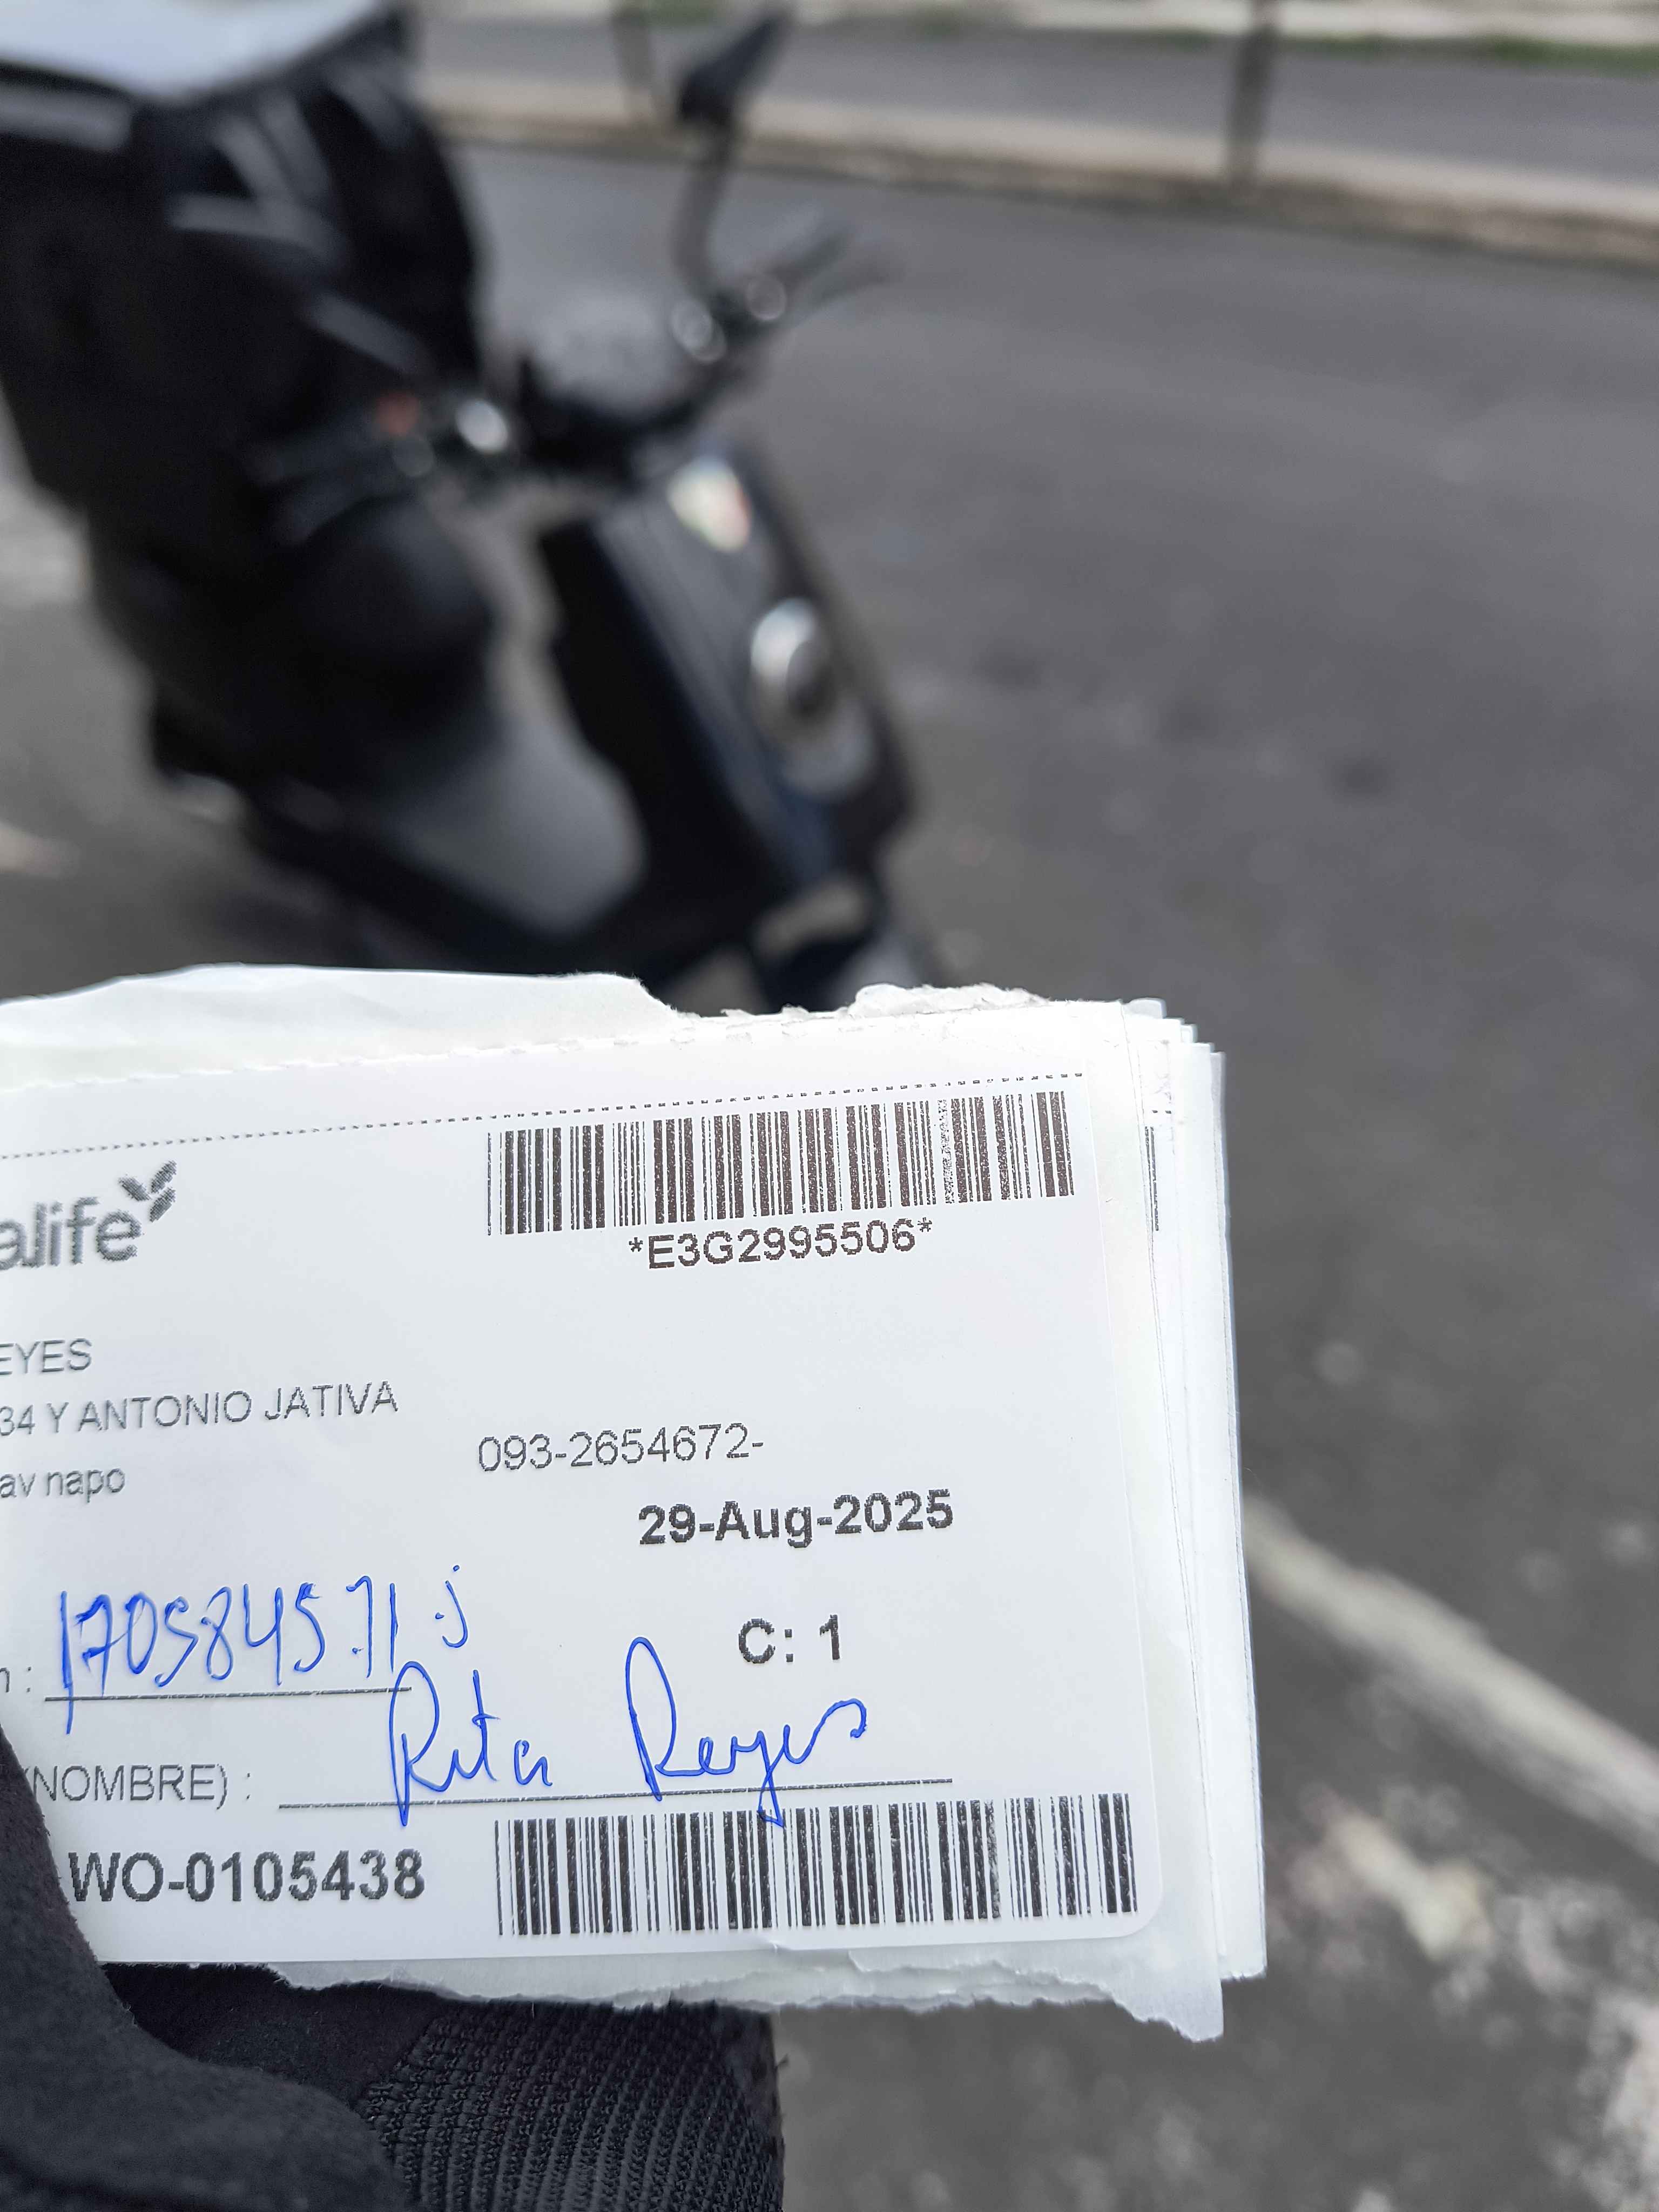 alife
*E3G2995506*
EYES
34 Y ANTONIO JATIVA
093-2654672-
av napo
29-Aug-2025
C: 1
n :
Rita Reyes
(NOMBRE) :
WO-0105438